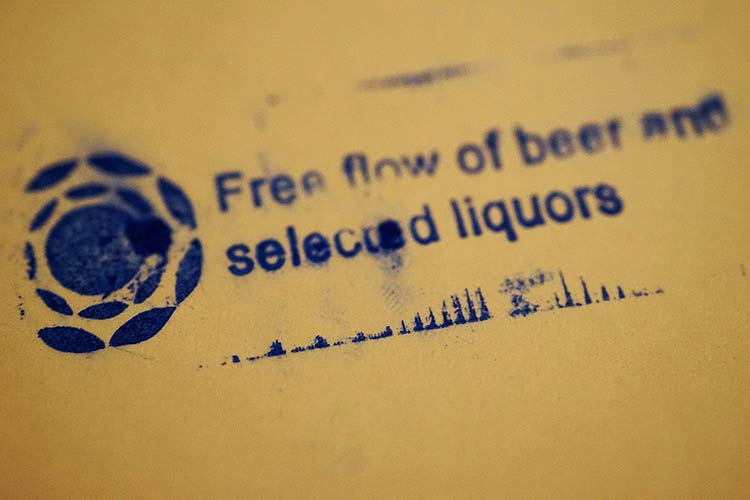 Free flow of beer and
selected liquors